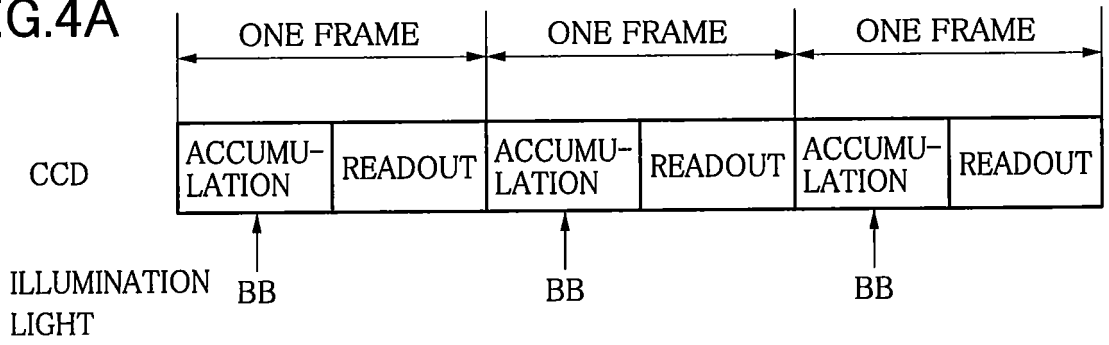 G.4A
ONE FRAME ONE FRAME ONE FRAME
CCD
ACCUMU-
LATION
READOUT
ACCUMU-
LATION
READOUT
ACCUMU-
LATION
READOUT
ILLUMINATION
LIGHT
BB BB BB